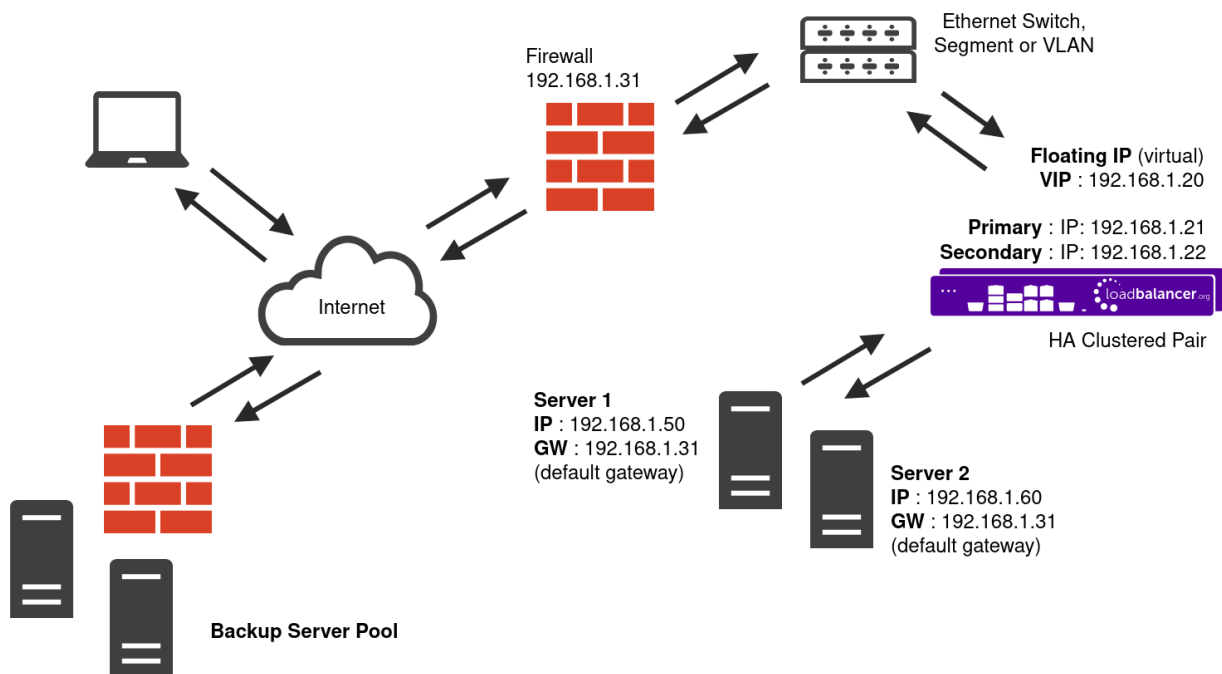 Ethernet Switch,
Segment or VLAN
Firewall
192.168.1.31
Floating IP (virtual)
VIP : 192.168.1.20
Primary : IP: 192.168.1.21
Secondary : IP: 192.168.1.22
loadbalancer.org
HA Clustered Pair
Internet
Server 1
IP : 192.168.1.50
GW : 192.168.1.31
(default gateway)
Server 2
IP : 192.168.1.60
GW : 192.168.1.31
(default gateway)
Backup Server Pool